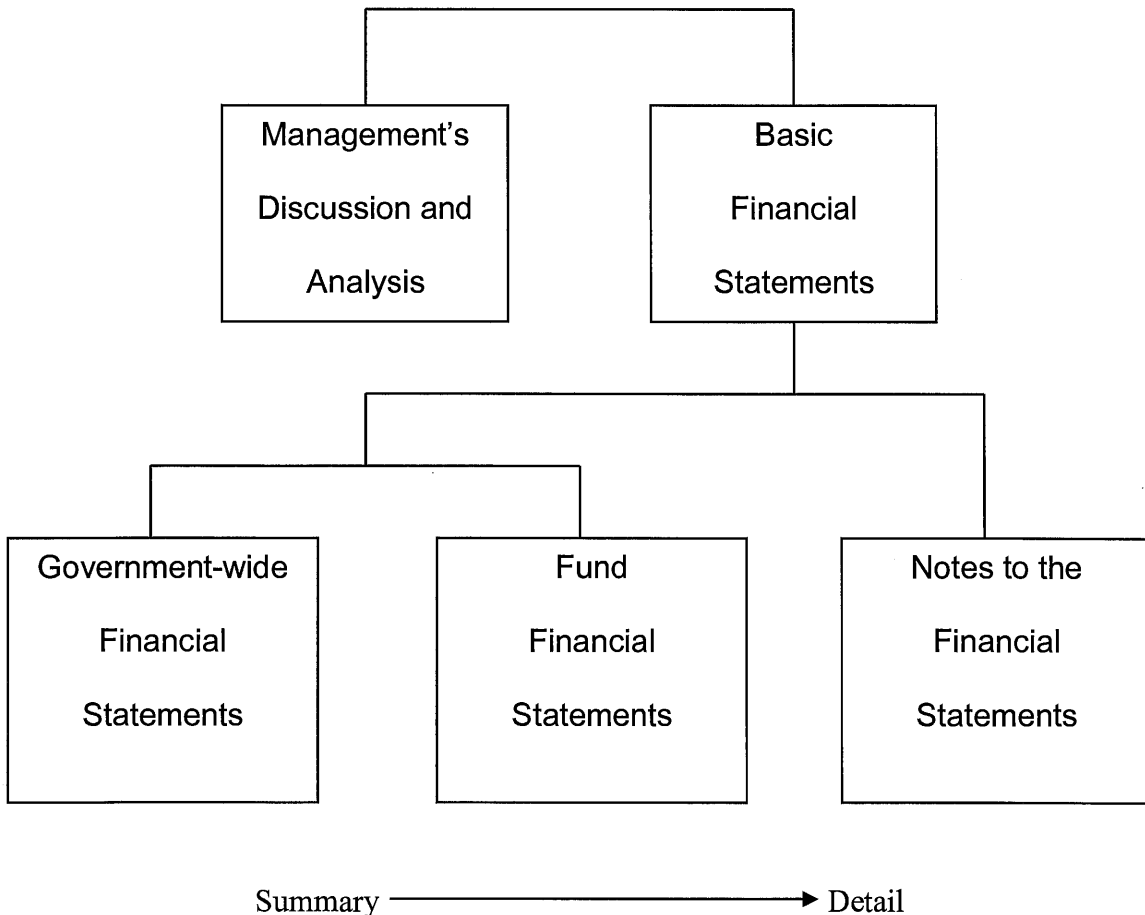 Management’s
Discussion and
Analysis
Basic
Financial
Statements
Government-wide
Financial
Statements
Fund
Financial
Statements
Notes to the
Financial
Statements
Summary
Detail